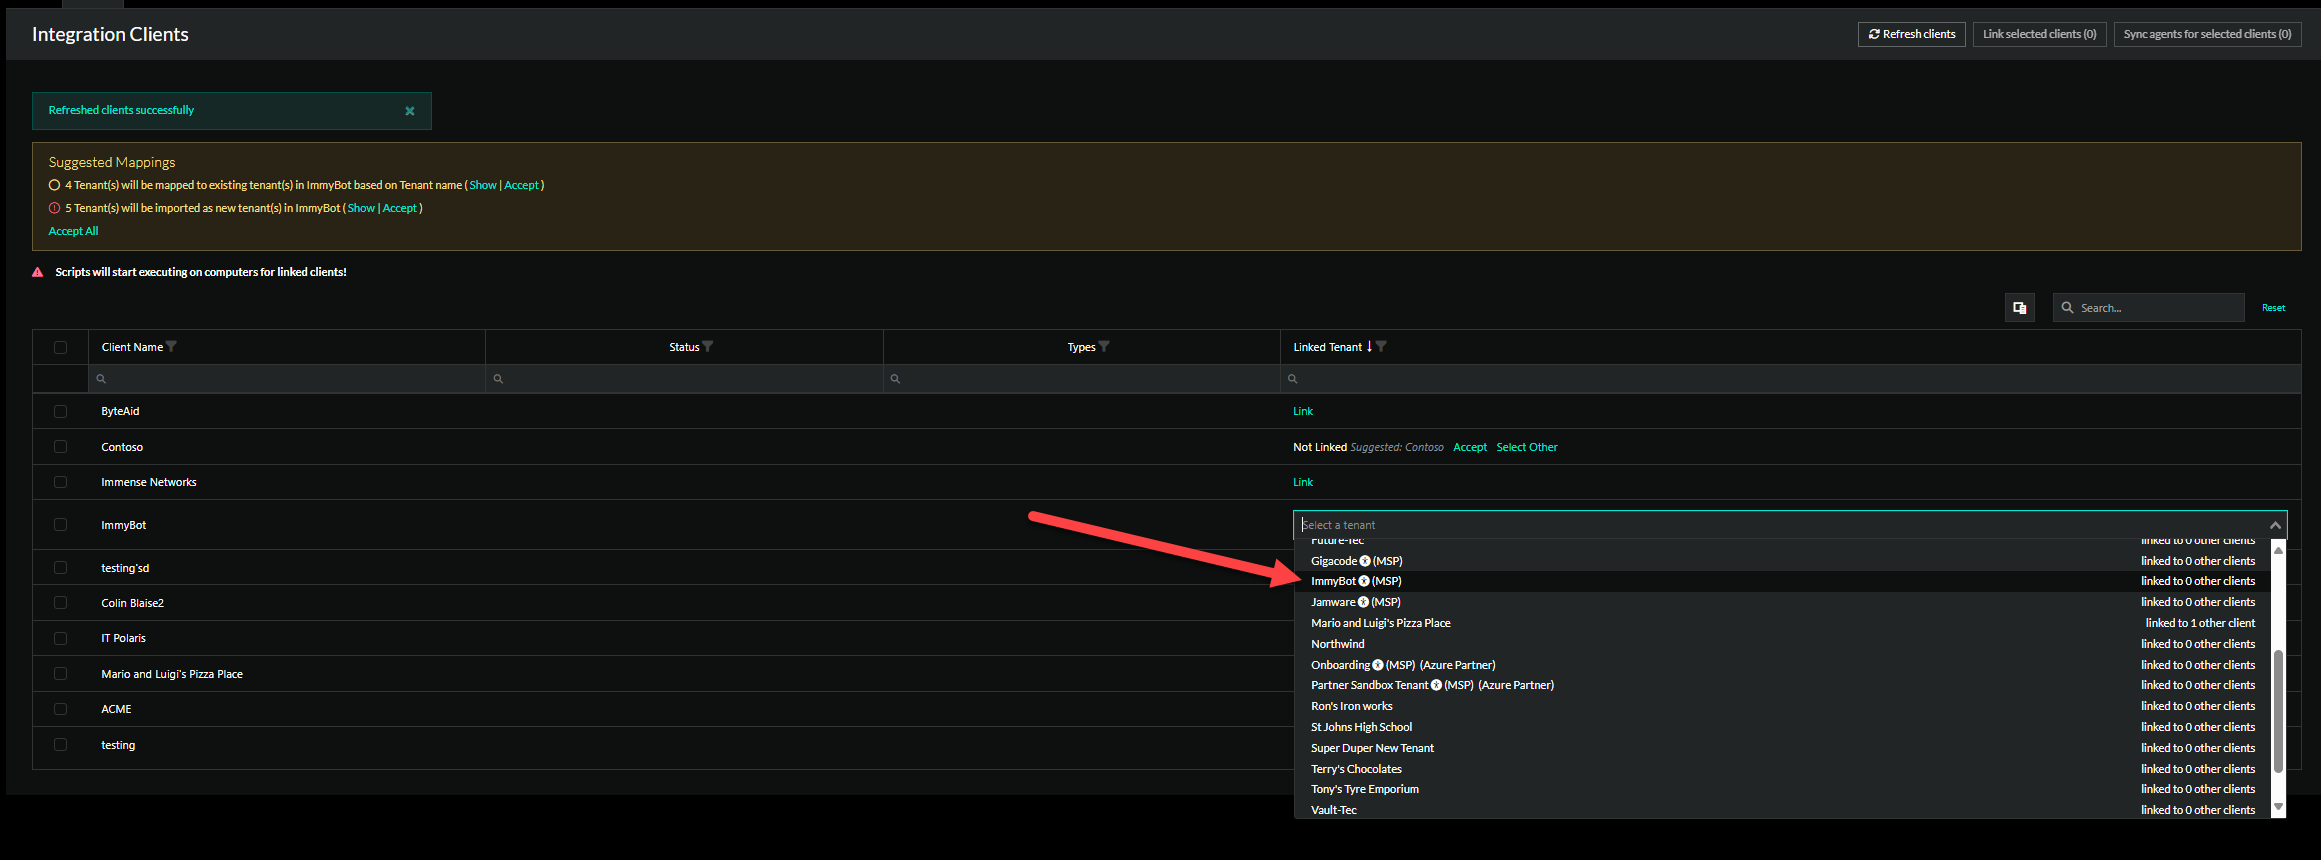 Integration Clients
Refresh clients
Link selected clients (0)
Sync agents for selected clients (0)
Refreshed clients successfully
Suggested Mappings
4 Tenant(s) will be mapped to existing tenant(s) in ImmyBot based on Tenant name ( Show | Accept )
5 Tenant(s) will be imported as new tenant(s) in ImmyBot ( Show | Accept )
Accept All
Scripts will start executing on computers for linked clients!
Search...
Reset
Client Name
Status
Types
Linked Tenant
ByteAid
Link
Contoso
Not Linked Suggested: Contoso Accept Select Other
Immense Networks
Link
ImmyBot
Select a tenant
testing'sd
Colin Blaise2
IT Polaris
Mario and Luigi's Pizza Place
ACME
testing
Future-Tec linked to 0 other clients
Gigacode (MSP) linked to 0 other clients
ImmyBot (MSP) linked to 0 other clients
Jamware (MSP) linked to 0 other clients
Mario and Luigi's Pizza Place linked to 1 other client
Northwind linked to 0 other clients
Onboarding (MSP) (Azure Partner) linked to 0 other clients
Partner Sandbox Tenant (MSP) (Azure Partner) linked to 0 other clients
Ron's Iron works linked to 0 other clients
St Johns High School linked to 0 other clients
Super Duper New Tenant linked to 0 other clients
Terry's Chocolates linked to 0 other clients
Tony's Tyre Emporium linked to 0 other clients
Vault-Tec linked to 0 other clients